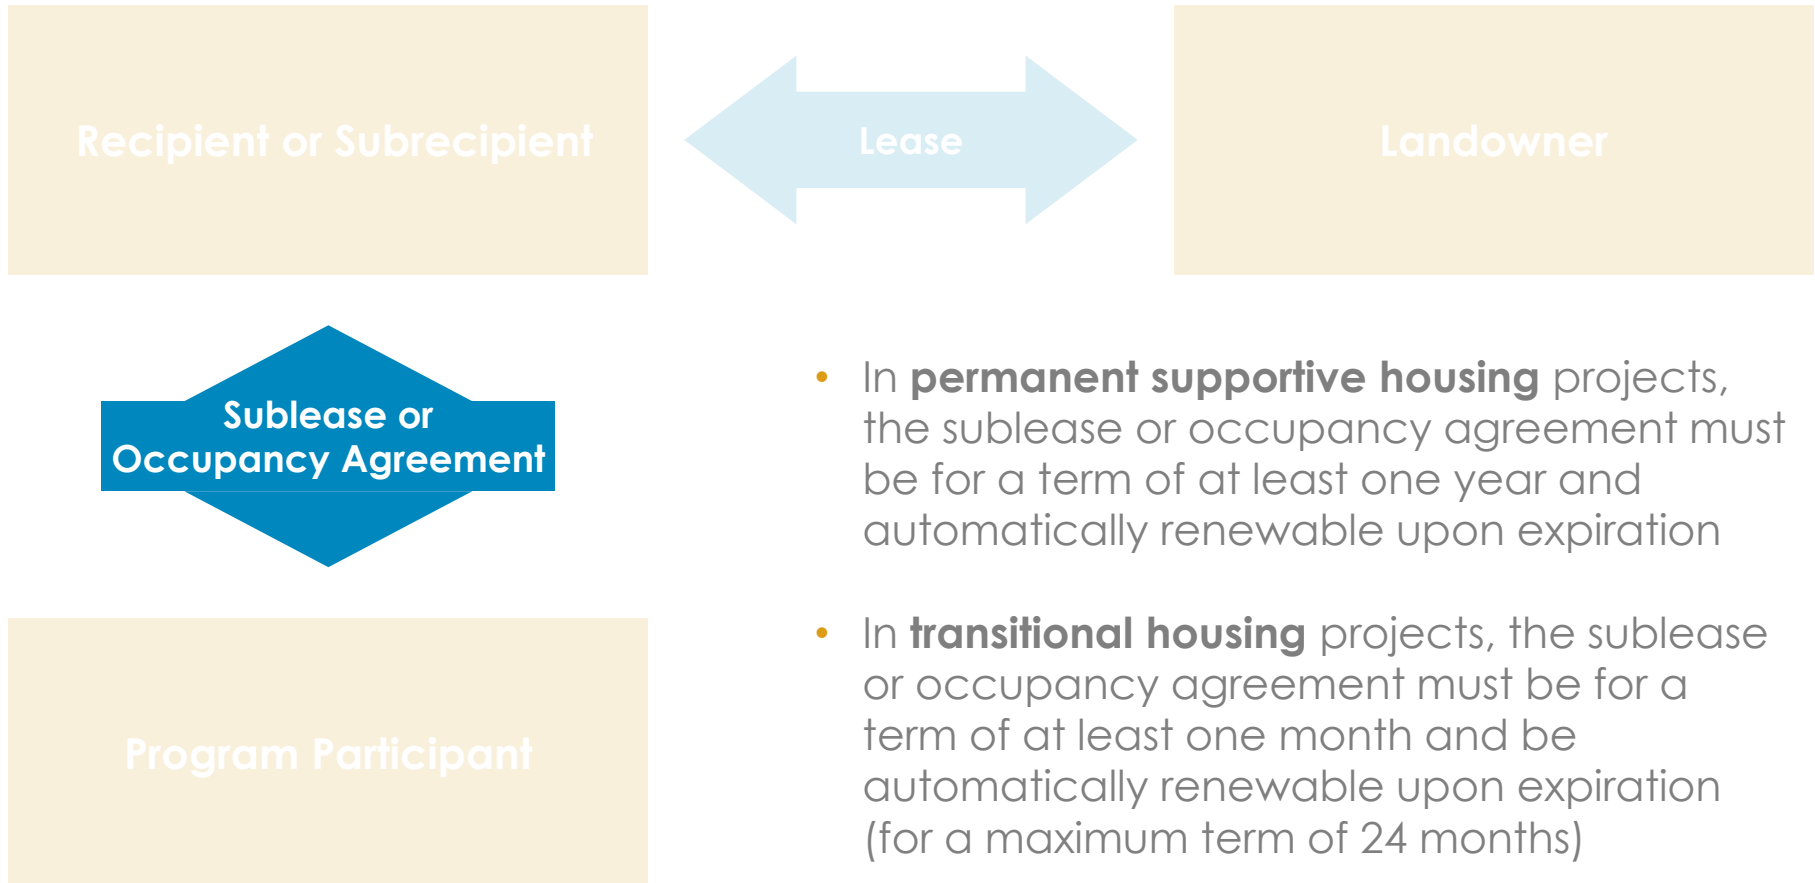 Recipient or Subrecipient
Lease
Landowner
Sublease or
Occupancy Agreement
Program Participant
• In permanent supportive housing projects,
the sublease or occupancy agreement must
be for a term of at least one year and
automatically renewable upon expiration
• In transitional housing projects, the sublease
or occupancy agreement must be for a
term of at least one month and be
automatically renewable upon expiration
(for a maximum term of 24 months)